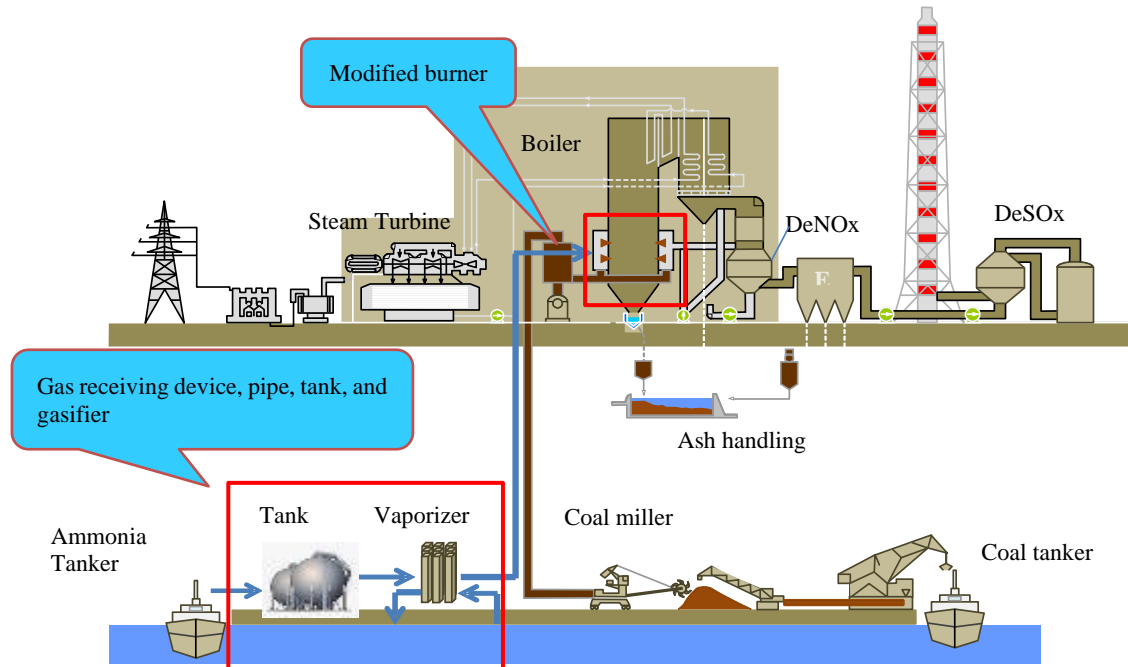 Modified burner
Boiler
Steam Turbine
DeNOx
DeSOx
E
Gas receiving device, pipe, tank, and
gasifier
Ash handling
Tank
Vaporizer
Coal miller
Ammonia
Tanker
Coal tanker